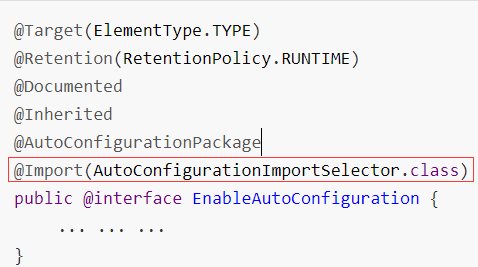 @Target(ElementType.TYPE)
@Retention(RetentionPolicy.RUNTIME)
@Documented
@Inherited
@AutoConfigurationPackage
@Import(AutoConfigurationImportSelector.class)
public @interface EnableAutoConfiguration {
    ... ... ...
}